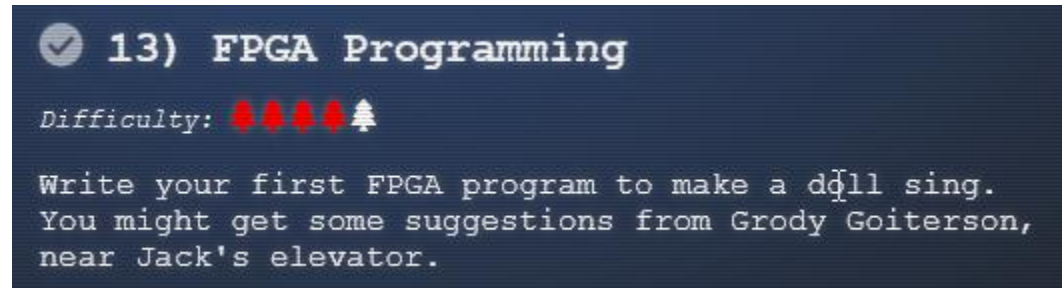 13) FPGA Programming
Difficulty:
Write your first FPGA program to make a doll sing.
You might get some suggestions from Grody Goiterson,
near Jack's elevator.